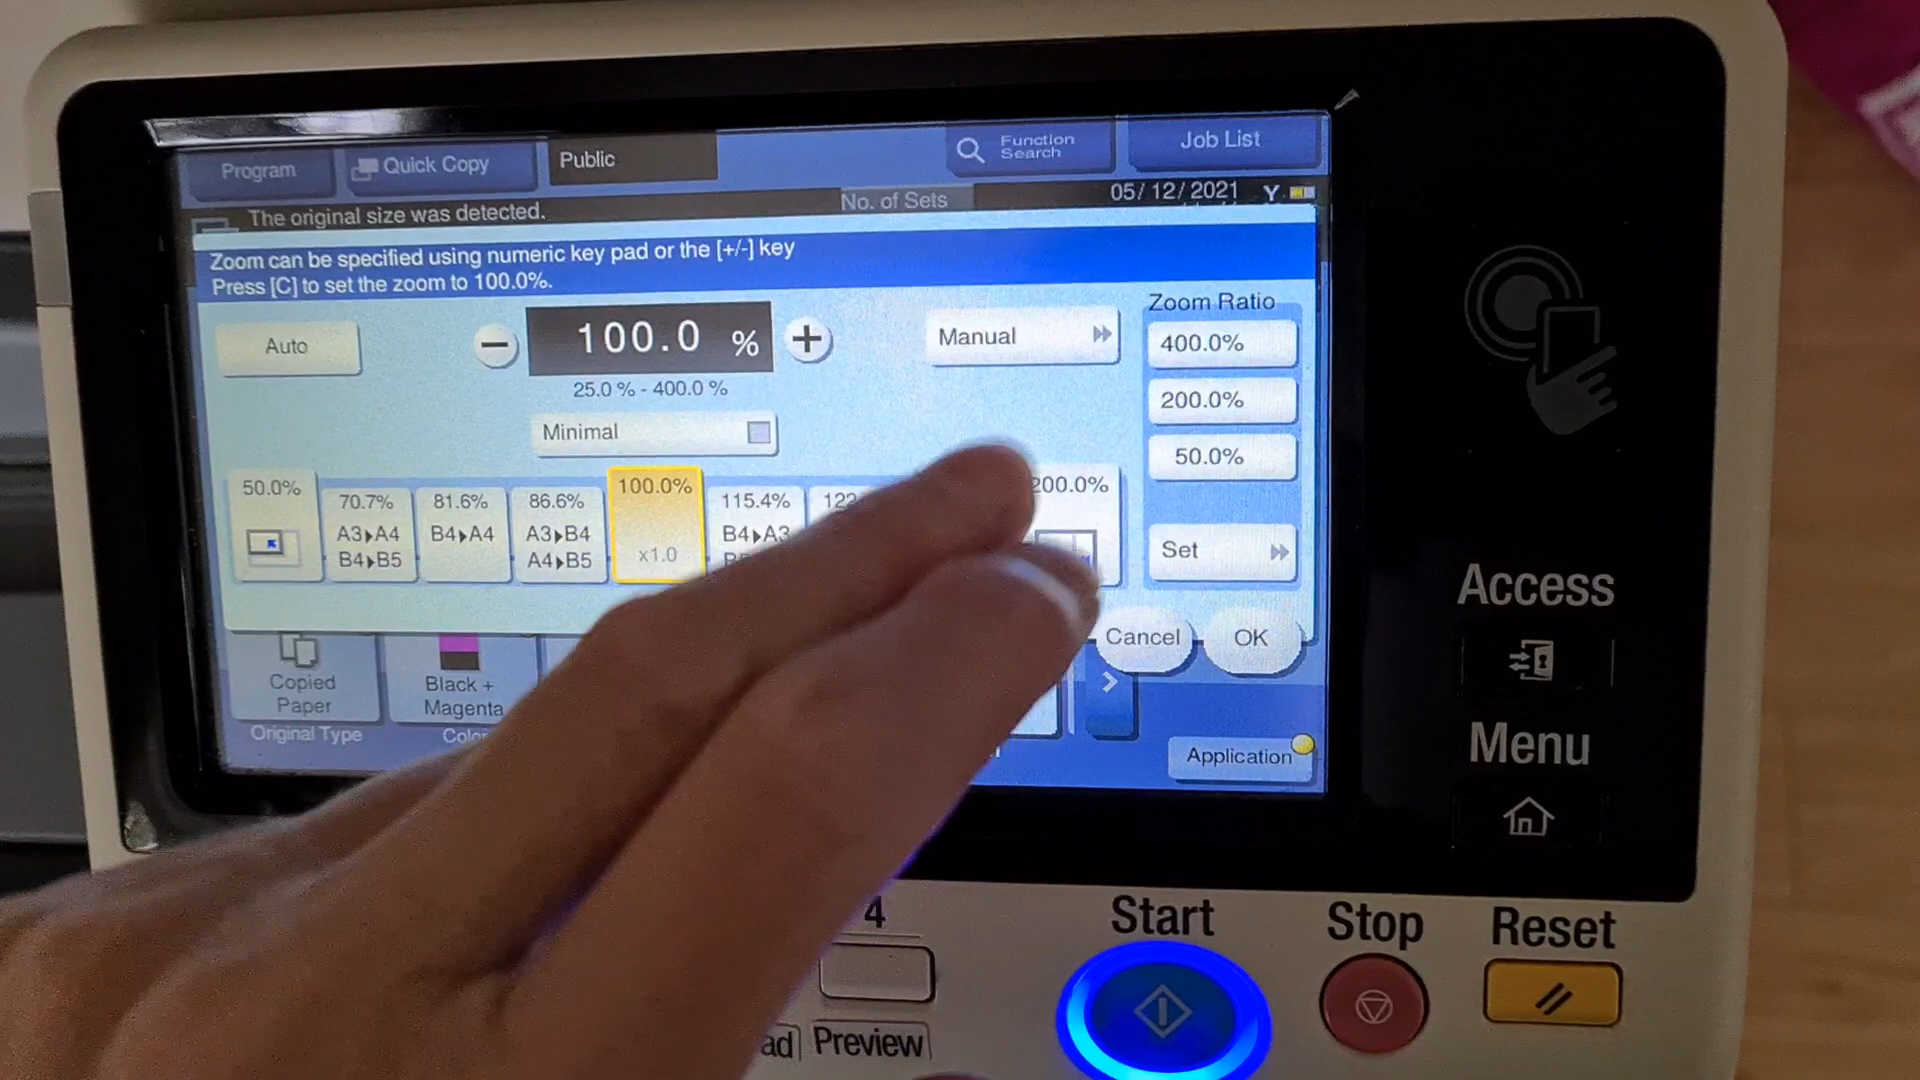 Program
Quick Copy
Public
Function
Search
Job List
The original size was detected.
No. of Sets
05/12/2021 Y
Zoom can be specified using numeric key pad or the [+/-] key
Press [C] to set the zoom to 100.0%.
Auto
−
100.0 %
+
Manual
Zoom Ratio
400.0%
200.0%
50.0%
25.0 % - 400.0 %
Minimal
50.0%
70.7%
A3▸A4
B4▸B5
81.6%
B4▸A4
86.6%
A3▸B4
A4▸B5
100.0%
x1.0
115.4%
B4▸A3
122
200.0%
Set
Cancel
OK
Copied
Paper
Original Type
Black +
Magenta
Color
Application
Access
Menu
4
Start
Stop
Reset
ad
Preview